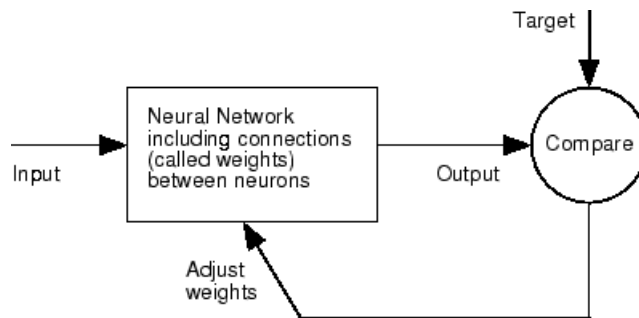 Target
Neural Network
including connections
(called weights)
between neurons
Compare
Input
Output
Adjust
weights